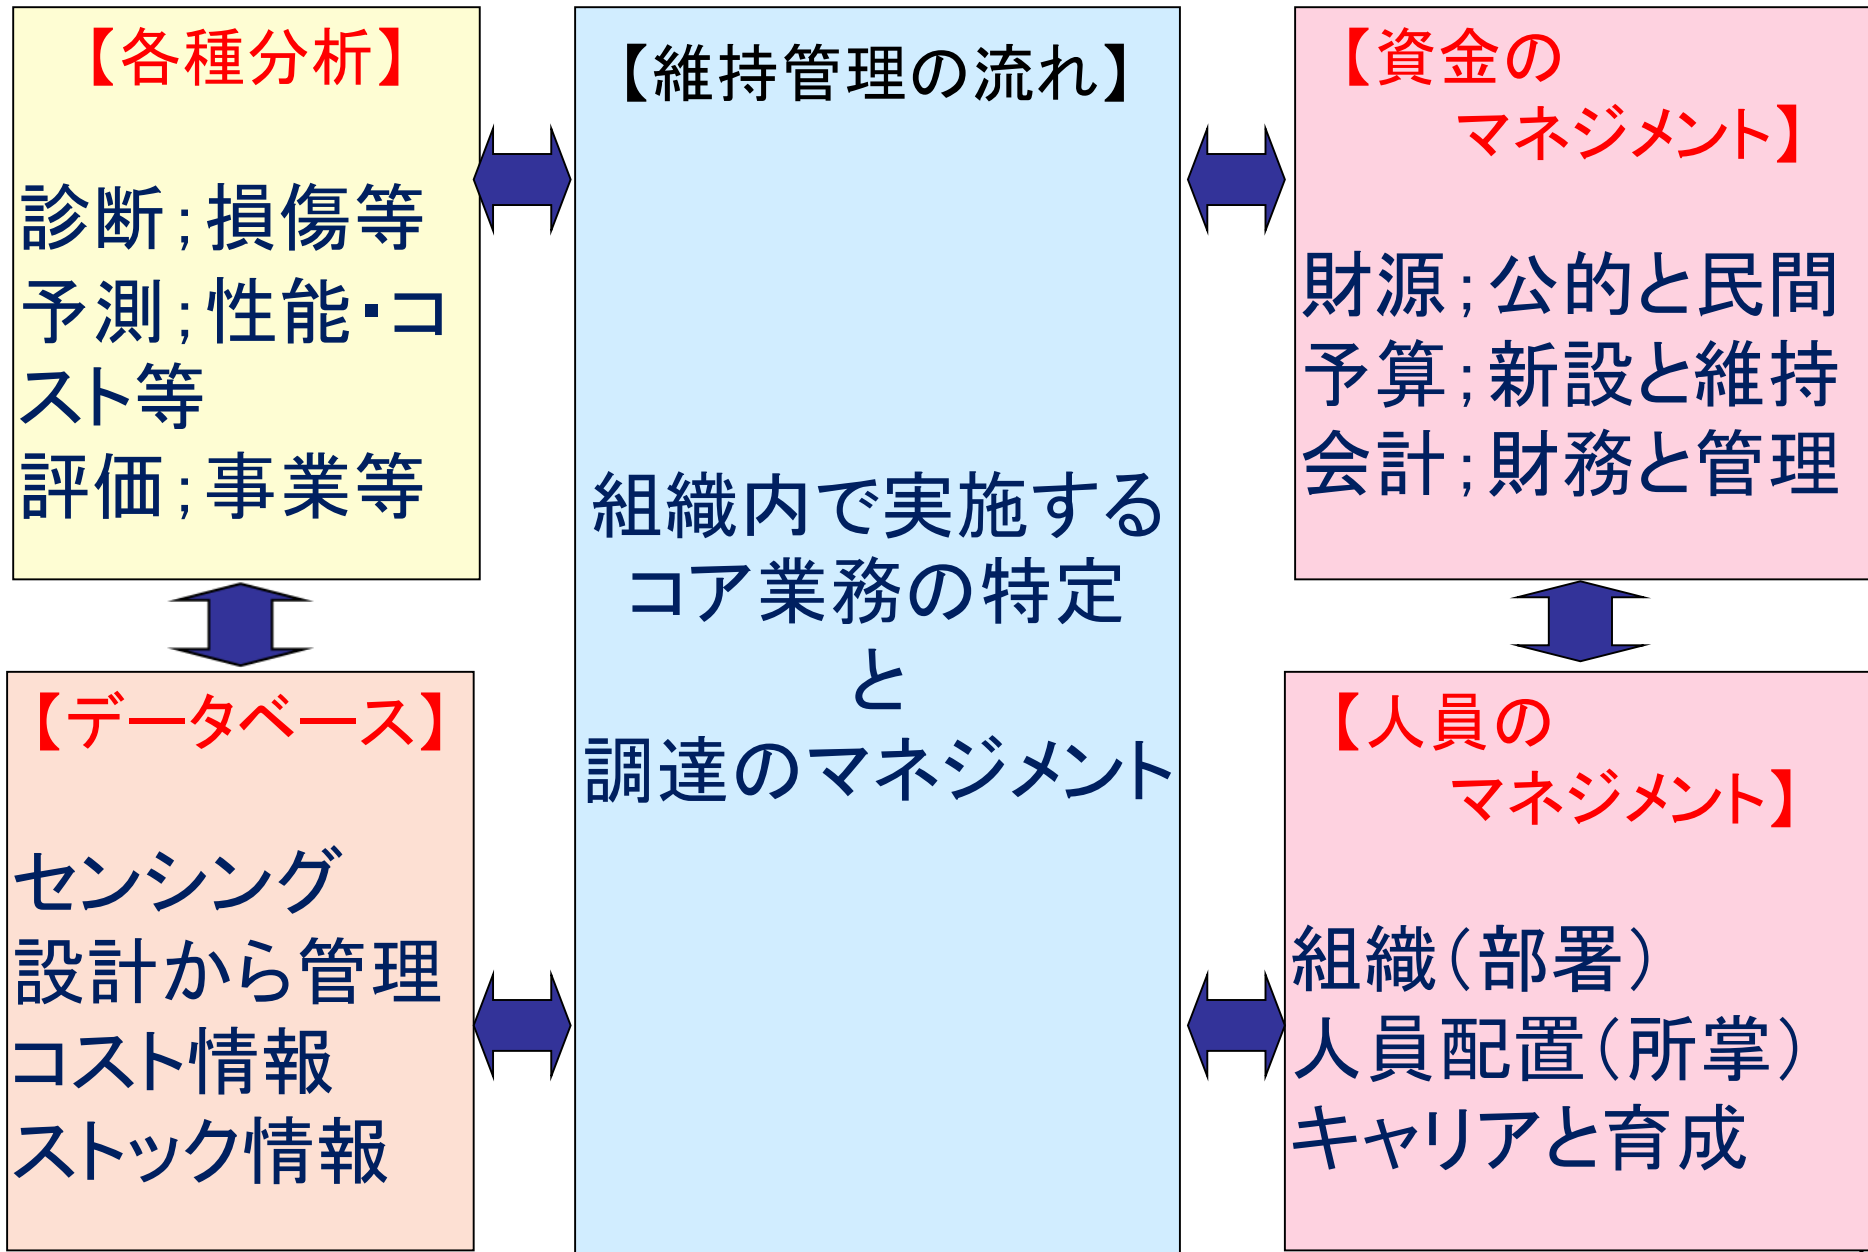 【各種分析】
診断;損傷等
予測;性能・コ
スト等
評価;事業等
【データベース】
センシング
設計から管理
コスト情報
ストック情報
【維持管理の流れ】
組織内で実施する
コア業務の特定
と
調達のマネジメント
【資金の
マネジメント】
財源;公的と民間
予算;新設と維持
会計;財務と管理
【人員の
マネジメント】
組織(部署)
人員配置(所掌)
キャリアと育成